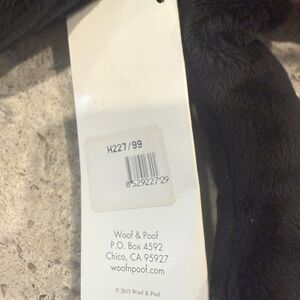 H227/99
852922729
Woof & Poof
P.O. Box 4592
Chico, CA 95927
woofnpoof.com
© 2015 Woof & Poof